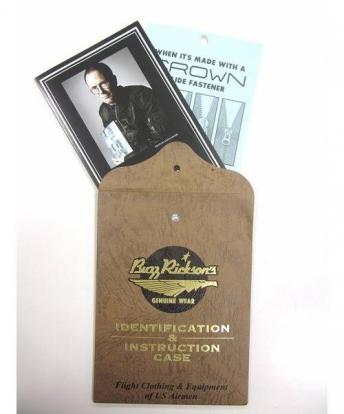 WHEN IT'S MADE WITH A
CROWN
SLIDE FASTENER
Buzz Rickson's
GENUINE WEAR
IDENTIFICATION
&
INSTRUCTION
CASE
Flight Clothing & Equipment
of US Airmen